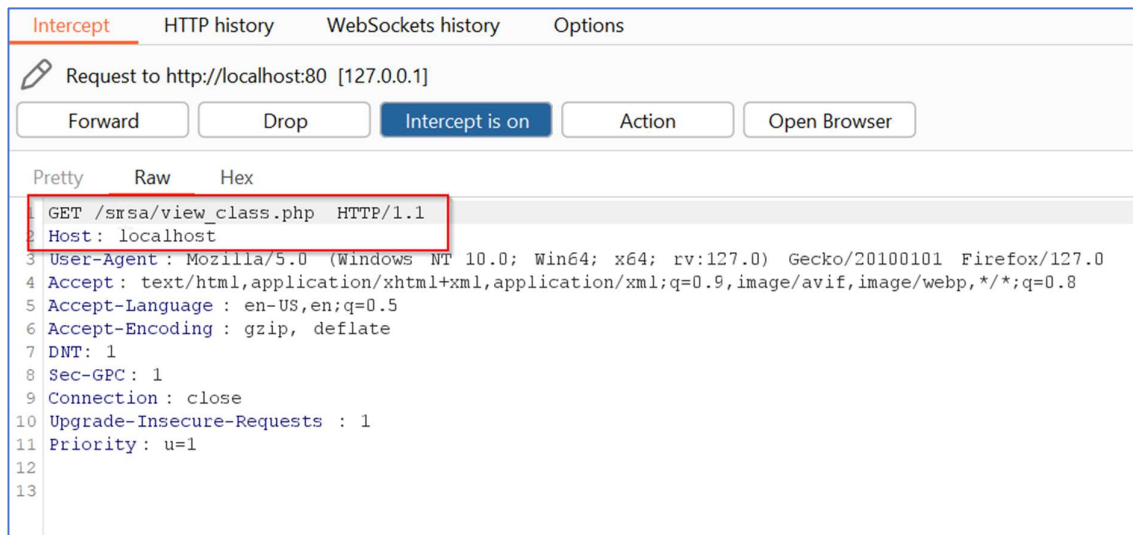 Intercept HTTP history WebSockets history Options
Request to http://localhost:80 [127.0.0.1]
Forward Drop Intercept is on Action Open Browser
Pretty Raw Hex
1 GET /smsa/view_class.php HTTP/1.1
2 Host: localhost
3 User-Agent: Mozilla/5.0 (Windows NT 10.0; Win64; x64; rv:127.0) Gecko/20100101 Firefox/127.0
4 Accept: text/html,application/xhtml+xml,application/xml;q=0.9,image/avif,image/webp,*/*;q=0.8
5 Accept-Language: en-US,en;q=0.5
6 Accept-Encoding: gzip, deflate
7 DNT: 1
8 Sec-GPC: 1
9 Connection: close
10 Upgrade-Insecure-Requests: 1
11 Priority: u=1
12
13